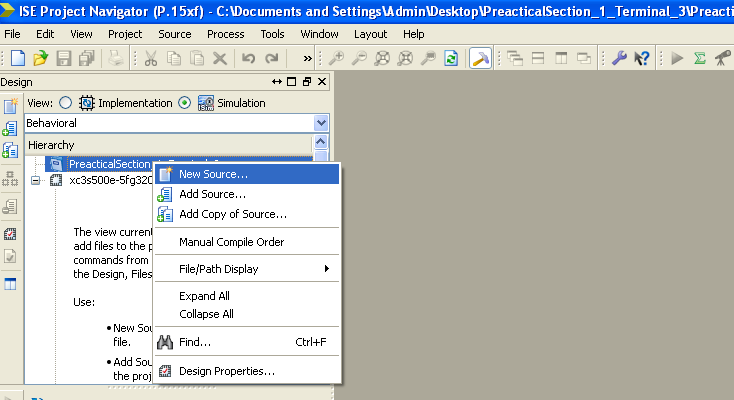 ISE Project Navigator (P.15xf) - C:\Documents and Settings\Admin\Desktop\PreacticalSection_1_Terminal_3\Preacti
File Edit View Project Source Process Tools Window Layout Help
Design
View: Implementation Simulation
Behavioral
Hierarchy
PreacticalSection
xc3s500e-5fg320
New Source...
Add Source...
Add Copy of Source...
Manual Compile Order
File/Path Display
Expand All
Collapse All
Find... Ctrl+F
Design Properties...
The view current
add files to the p
commands from
the Design, Files
Use:
• New Sou
file.
• Add Sou
the proj